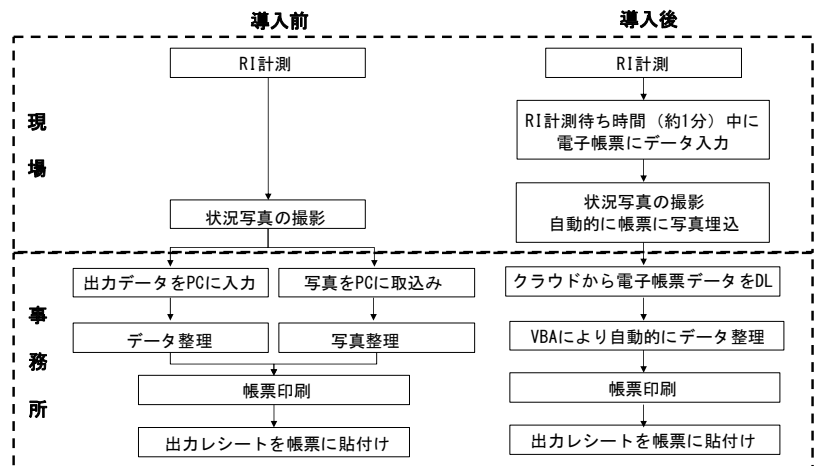 導入前
導入後
現場
RI計測
状況写真の撮影
RI計測
RI計測待ち時間（約1分）中に
電子帳票にデータ入力
状況写真の撮影
自動的に帳票に写真埋込
事務所
出力データをPCに入力
写真をPCに取込み
データ整理
写真整理
帳票印刷
出力レシートを帳票に貼付け
クラウドから電子帳票データをDL
VBAにより自動的にデータ整理
帳票印刷
出力レシートを帳票に貼付け